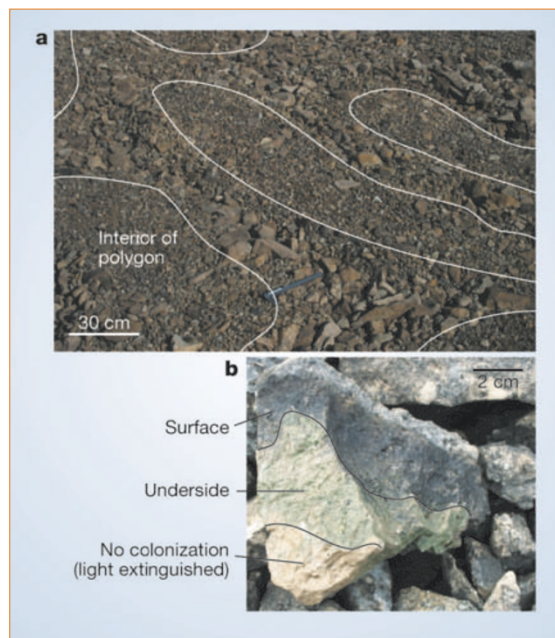 a
Interior of
polygon
30 cm
b
2 cm
Surface
Underside
No colonization
(light extinguished)